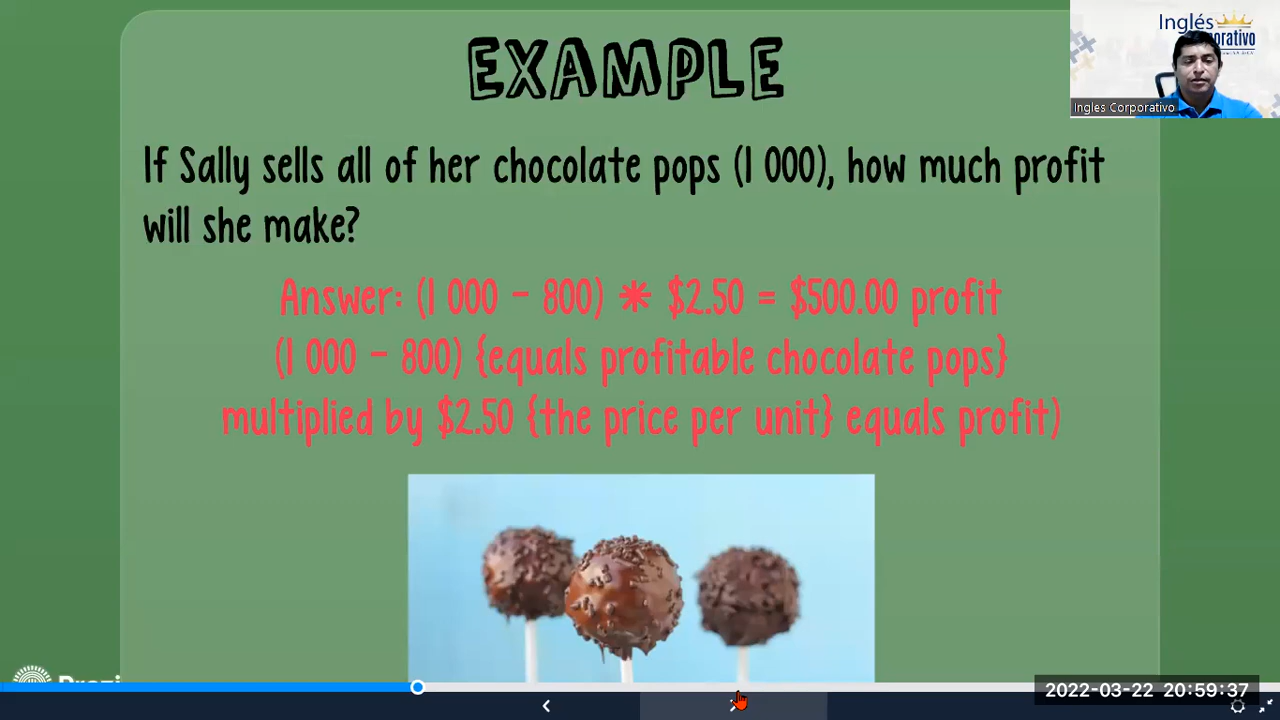 EXAMPLE
If Sally sells all of her chocolate pops (1 000), how much profit
will she make?
Answer: (1 000 - 800) * $2.50 = $500.00 profit
(1 000 - 800) {equals profitable chocolate pops}
multiplied by $2.50 {the price per unit} equals profit)
Inglés
Ingles Corporativo
Prezi
2022-03-22 20:59:37